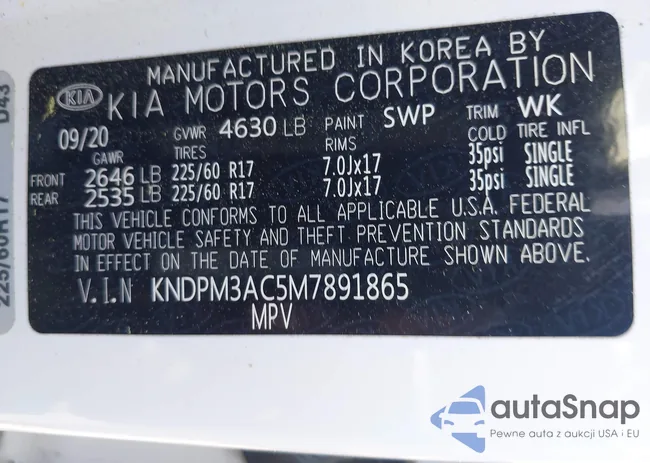 MANUFACTURED IN KOREA BY
KIA KIA MOTORS CORPORATION
09/20 GVWR 4630 LB PAINT SWP TRIM WK
GAWR TIRES RIMS COLD TIRE INFL
FRONT 2646 LB 225/60 R17 7.0Jx17 35psi SINGLE
REAR 2535 LB 225/60 R17 7.0Jx17 35psi SINGLE
THIS VEHICLE CONFORMS TO ALL APPLICABLE U.S.A. FEDERAL
MOTOR VEHICLE SAFETY AND THEFT PREVENTION STANDARDS
IN EFFECT ON THE DATE OF MANUFACTURE SHOWN ABOVE.
V.I.N KNDPM3AC5M7891865
MPV
225/60R17 D43
autaSnap
Pewne auta z aukcji USA i EU